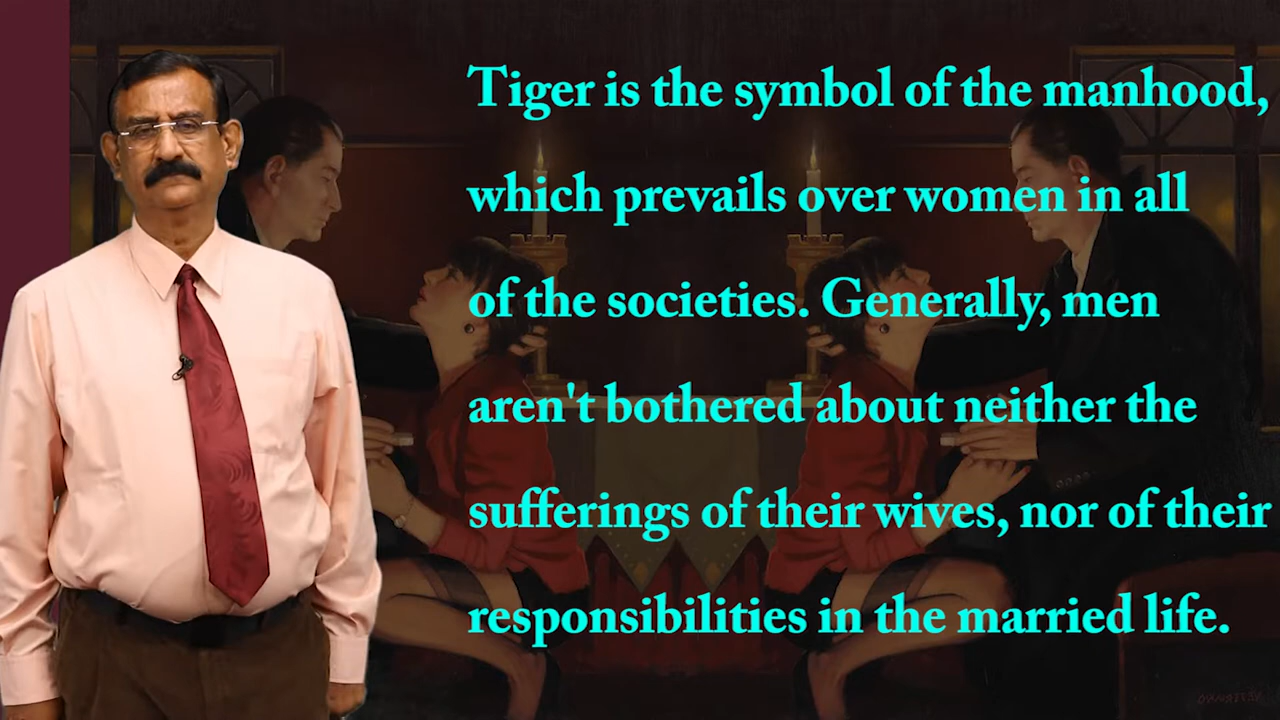 Tiger is the symbol of the manhood,
which prevails over women in all
of the societies. Generally, men
aren't bothered about neither the
sufferings of their wives, nor of their
responsibilities in the married life.